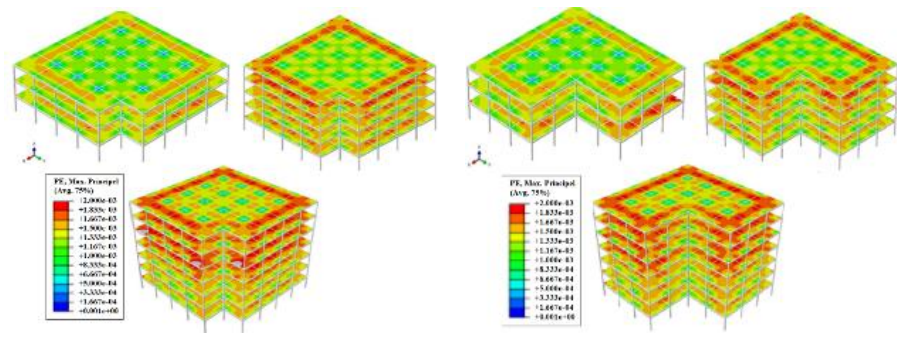 PE, Max. Principel
(Avg. 75%)
+2.000e-03
+1.833e-03
+1.667e-03
+1.500e-03
+1.333e-03
+1.167e-03
+1.000e-03
+8.333e-04
+6.667e-04
+5.000e-04
+3.333e-04
+1.667e-04
+0.001e+00
PE, Max. Principel
(Avg. 75%)
+2.000e-03
+1.833e-03
+1.667e-03
+1.500e-03
+1.333e-03
+1.167e-03
+1.000e-03
+8.333e-04
+6.667e-04
+5.000e-04
+3.333e-04
+1.667e-04
+0.001e+00